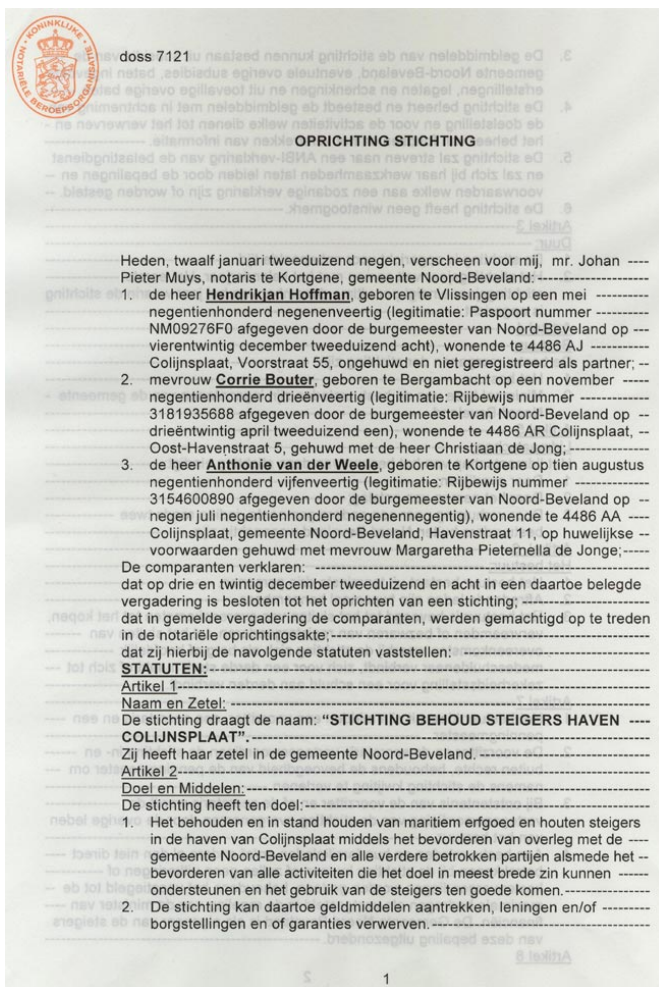 KONINKLIJKE
NOTARIËLE BEROEPSORGANISATIE
doss 7121
OPRICHTING STICHTING
Heden, twaalf januari tweeduizend negen, verscheen voor mij, mr. Johan ----
Pieter Muys, notaris te Kortgene, gemeente Noord-Beveland:-----------------
1. de heer Hendrikjan Hoffman, geboren te Vlissingen op een mei ----------
negentienhonderd negenenveertig (legitimatie: Paspoort nummer --------
NM09276F0 afgegeven door de burgemeester van Noord-Beveland op ---
vierentwintig december tweeduizend acht), wonende te 4486 AJ -----------
Colijnsplaat, Voorstraat 55, ongehuwd en niet geregistreerd als partner; --
2. mevrouw Corrie Bouter, geboren te Bergambacht op een november -----
negentienhonderd drieënveertig (legitimatie: Rijbewijs nummer ------------
3181935688 afgegeven door de burgemeester van Noord-Beveland op --
drieëntwintig april tweeduizend een), wonende te 4486 AR Colijnsplaat, --
Oost-Havenstraat 5, gehuwd met de heer Christiaan de Jong;---------------
3. de heer Anthonie van der Weele, geboren te Kortgene op tien augustus
negentienhonderd vijfenveertig (legitimatie: Rijbewijs nummer -------------
3154600890 afgegeven door de burgemeester van Noord-Beveland op --
negen juli negentienhonderd negenennegentig), wonende te 4486 AA -----
Colijnsplaat, gemeente Noord-Beveland, Havenstraat 11, op huwelijkse --
voorwaarden gehuwd met mevrouw Margaretha Pieternella de Jonge;-----
De comparanten verklaren: --------------------------------------------------
dat op drie en twintig december tweeduizend en acht in een daartoe belegde
vergadering is besloten tot het oprichten van een stichting;------------------
dat in gemelde vergadering de comparanten, werden gemachtigd op te treden
in de notariële oprichtingsakte;---------------------------------------------
dat zij hierbij de navolgende statuten vaststellen:---------------------------
STATUTEN:-----------------------------------------------------------------
Artikel 1-------------------------------------------------------------------
Naam en Zetel: ------------------------------------------------------------
De stichting draagt de naam: “STICHTING BEHOUD STEIGERS HAVEN ----
COLIJNSPLAAT”.----------------------------------------------------------
Zij heeft haar zetel in de gemeente Noord-Beveland. ------------------------
Artikel 2-------------------------------------------------------------------
Doel en Middelen:---------------------------------------------------------
De stichting heeft ten doel:-------------------------------------------------
1. Het behouden en in stand houden van maritiem erfgoed en houten steigers
in de haven van Colijnsplaat middels het bevorderen van overleg met de ----
gemeente Noord-Beveland en alle verdere betrokken partijen alsmede het --
bevorderen van alle activiteiten die het doel in meest brede zin kunnen ------
ondersteunen en het gebruik van de steigers ten goede komen.-------------
2. De stichting kan daartoe geldmiddelen aantrekken, leningen en/of ----------
borgstellingen en of garanties verwerven.-----------------------------------
1